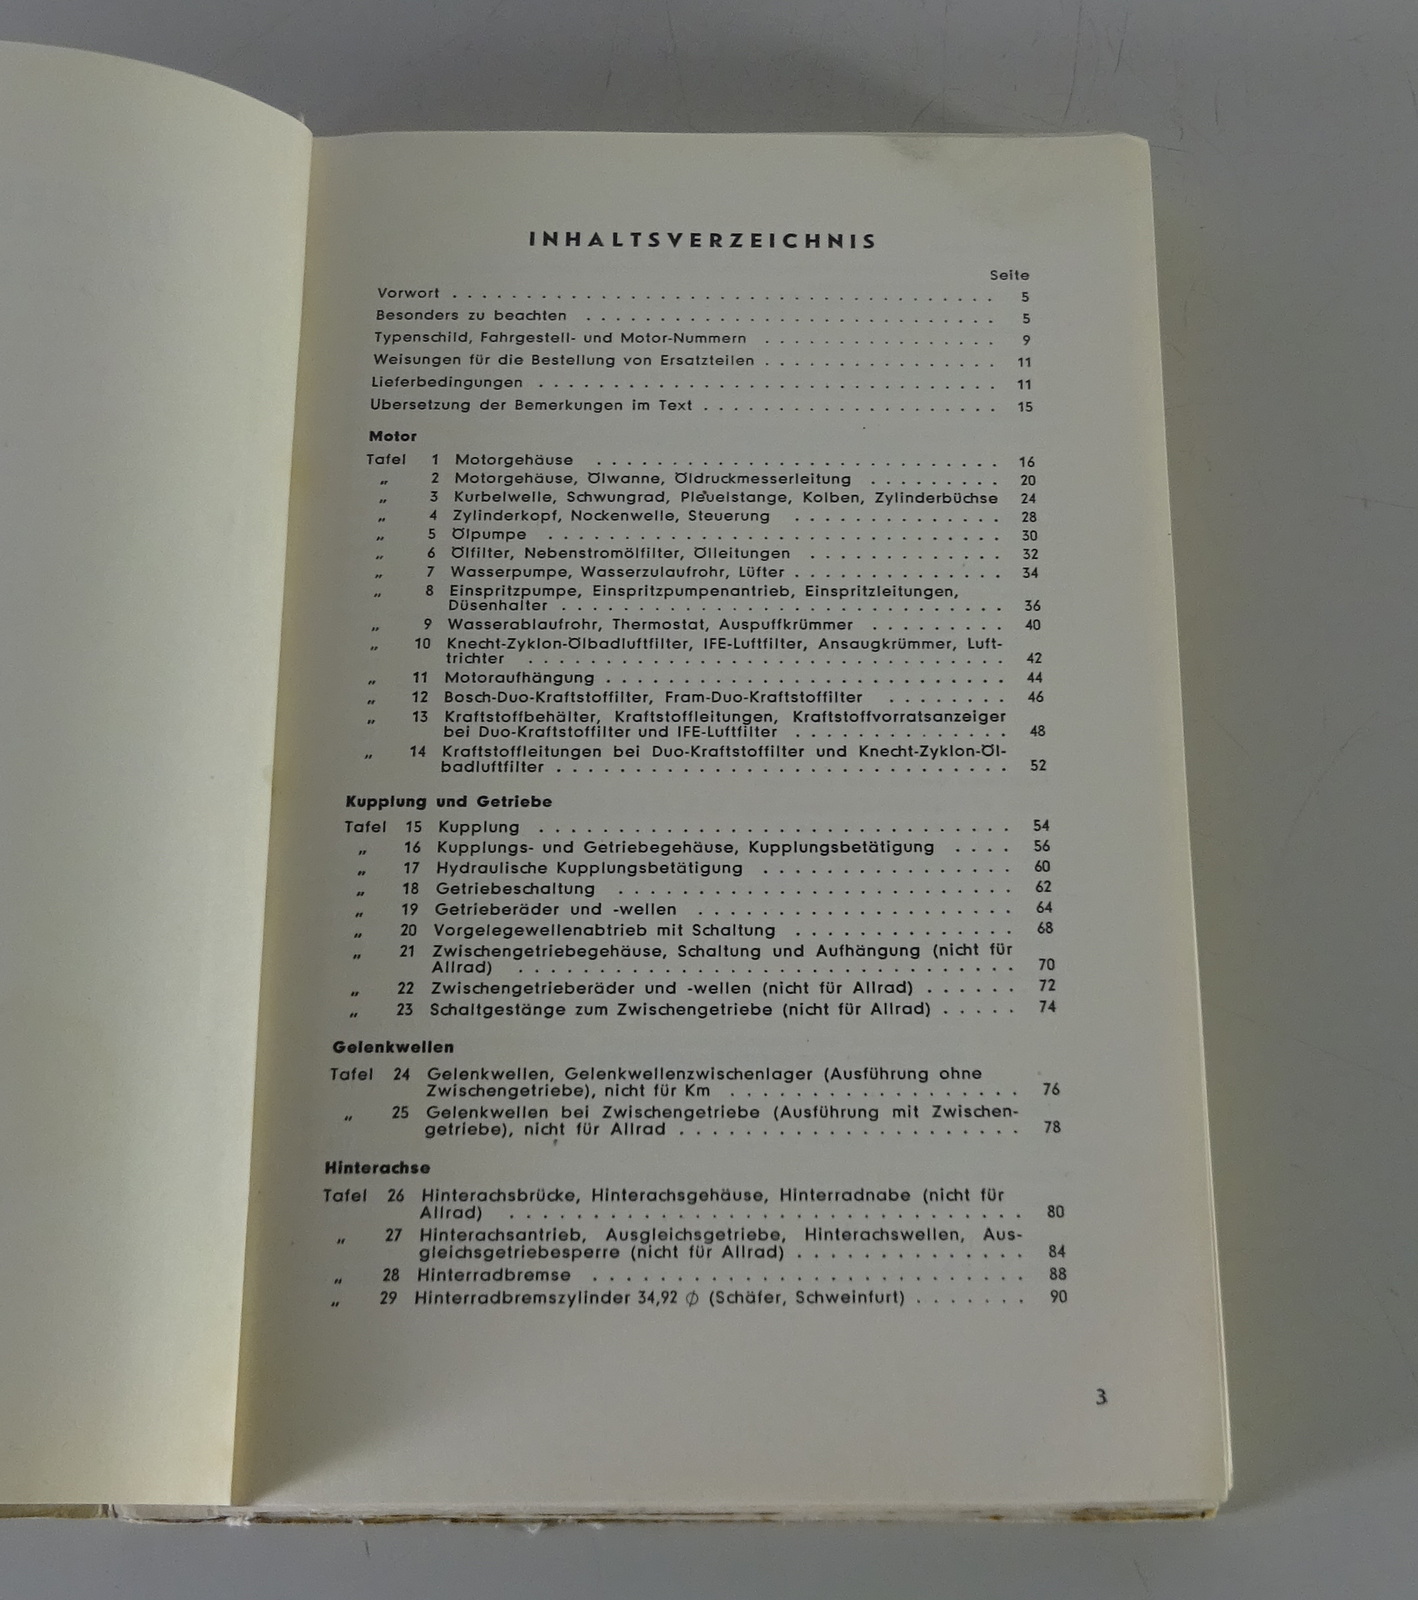 INHALTSVERZEICHNIS
Seite
Vorwort . . . . . . . . . . 5
Besonders zu beachten . . . . . . . . . . 5
Typenschild, Fahrgestell- und Motor-Nummern . . . . . . . . . . 9
Weisungen für die Bestellung von Ersatzteilen . . . . . . . . . . 11
Lieferbedingungen . . . . . . . . . . 11
Übersetzung der Bemerkungen im Text . . . . . . . . . . 15
Motor
Tafel 1 Motorgehäuse . . . . . . . . . . 16
„ 2 Motorgehäuse, Ölwanne, Öldruckmesserleitung . . . . . . . . . 20
„ 3 Kurbelwelle, Schwungrad, Pleuelstange, Kolben, Zylinderbüchse 24
„ 4 Zylinderkopf, Nockenwelle, Steuerung . . . . . . . . . . 28
„ 5 Ölpumpe . . . . . . . . . . 30
„ 6 Ölfilter, Nebenstromölfilter, Ölleitungen . . . . . . . . . . 32
„ 7 Wasserpumpe, Wasserzulaufrohr, Lüfter . . . . . . . . . . 34
„ 8 Einspritzpumpe, Einspritzpumpenantrieb, Einspritzleitungen,
Düsenhalter . . . . . . . . . . 36
„ 9 Wasserablaufrohr, Thermostat, Auspuffkrümmer . . . . . . . . . 40
„ 10 Knecht-Zyklon-Ölbadluftfilter, IFE-Luftfilter, Ansaugkrümmer, Luft-
trichter . . . . . . . . . . 42
„ 11 Motoraufhängung . . . . . . . . . . 44
„ 12 Bosch-Duo-Kraftstoffilter, Fram-Duo-Kraftstoffilter . . . . . . . . 46
„ 13 Kraftstoffbehälter, Kraftstoffleitungen, Kraftstoffvorratsanzeiger
bei Duo-Kraftstoffilter und IFE-Luftfilter . . . . . . . . . . 48
„ 14 Kraftstoffleitungen bei Duo-Kraftstoffilter und Knecht-Zyklon-Öl-
badluftfilter . . . . . . . . . . 52
Kupplung und Getriebe
Tafel 15 Kupplung . . . . . . . . . . 54
„ 16 Kupplungs- und Getriebegehäuse, Kupplungsbetätigung . . . . 56
„ 17 Hydraulische Kupplungsbetätigung . . . . . . . . . . 60
„ 18 Getriebeschaltung . . . . . . . . . . 62
„ 19 Getrieberäder und -wellen . . . . . . . . . . 64
„ 20 Vorgelegewellenabtrieb mit Schaltung . . . . . . . . . . 68
„ 21 Zwischengetriebegehäuse, Schaltung und Aufhängung (nicht für
Allrad) . . . . . . . . . . 70
„ 22 Zwischengetrieberäder und -wellen (nicht für Allrad) . . . . . . 72
„ 23 Schaltgestänge zum Zwischengetriebe (nicht für Allrad) . . . . . 74
Gelenkwellen
Tafel 24 Gelenkwellen, Gelenkwellenzwischenlager (Ausführung ohne
Zwischengetriebe), nicht für Km . . . . . . . . . . 76
„ 25 Gelenkwellen bei Zwischengetriebe (Ausführung mit Zwischen-
getriebe), nicht für Allrad . . . . . . . . . . 78
Hinterachse
Tafel 26 Hinterachsbrücke, Hinterachsgehäuse, Hinterradnabe (nicht für
Allrad) . . . . . . . . . . 80
„ 27 Hinterachsantrieb, Ausgleichsgetriebe, Hinterachswellen, Aus-
gleichsgetriebesperre (nicht für Allrad) . . . . . . . . . . 84
„ 28 Hinterradbremse . . . . . . . . . . 88
„ 29 Hinterradbremszylinder 34,92 ∅ (Schäfer, Schweinfurt) . . . . . . . 90
3